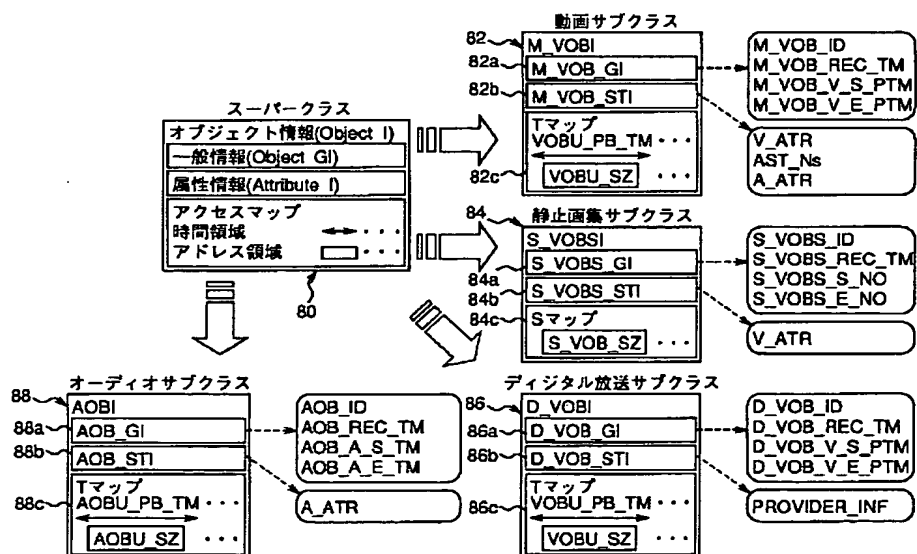 スーパークラス
オブジェクト情報(Object_I)
一般情報(Object_GI)
属性情報(Attribute_I)
アクセスマップ
時間領域 ・・・
アドレス領域 ・・・
80
動画サブクラス
82
M_VOBI
82a
M_VOB_GI
82b
M_VOB_STI
Tマップ
VOBU_PB_TM ・・・
82c
VOBU_SZ ・・・
M_VOB_ID
M_VOB_REC_TM
M_VOB_V_S_PTM
M_VOB_V_E_PTM
V_ATR
AST_Ns
A_ATR
84
静止画集サブクラス
S_VOBSI
84a
S_VOBS_GI
84b
S_VOBS_STI
84c
Sマップ
S_VOB_SZ ・・・
S_VOBS_ID
S_VOBS_REC_TM
S_VOBS_S_NO
S_VOBS_E_NO
V_ATR
オーディオサブクラス
88
AOBI
88a
AOB_GI
88b
AOB_STI
Tマップ
88c
AOBU_PB_TM ・・・
AOBU_SZ ・・・
AOB_ID
AOB_REC_TM
AOB_A_S_TM
AOB_A_E_TM
A_ATR
ディジタル放送サブクラス
86
D_VOBI
86a
D_VOB_GI
86b
D_VOB_STI
Tマップ
86c
VOBU_PB_TM ・・・
VOBU_SZ ・・・
D_VOB_ID
D_VOB_REC_TM
D_VOB_V_S_PTM
D_VOB_V_E_PTM
PROVIDER_INF